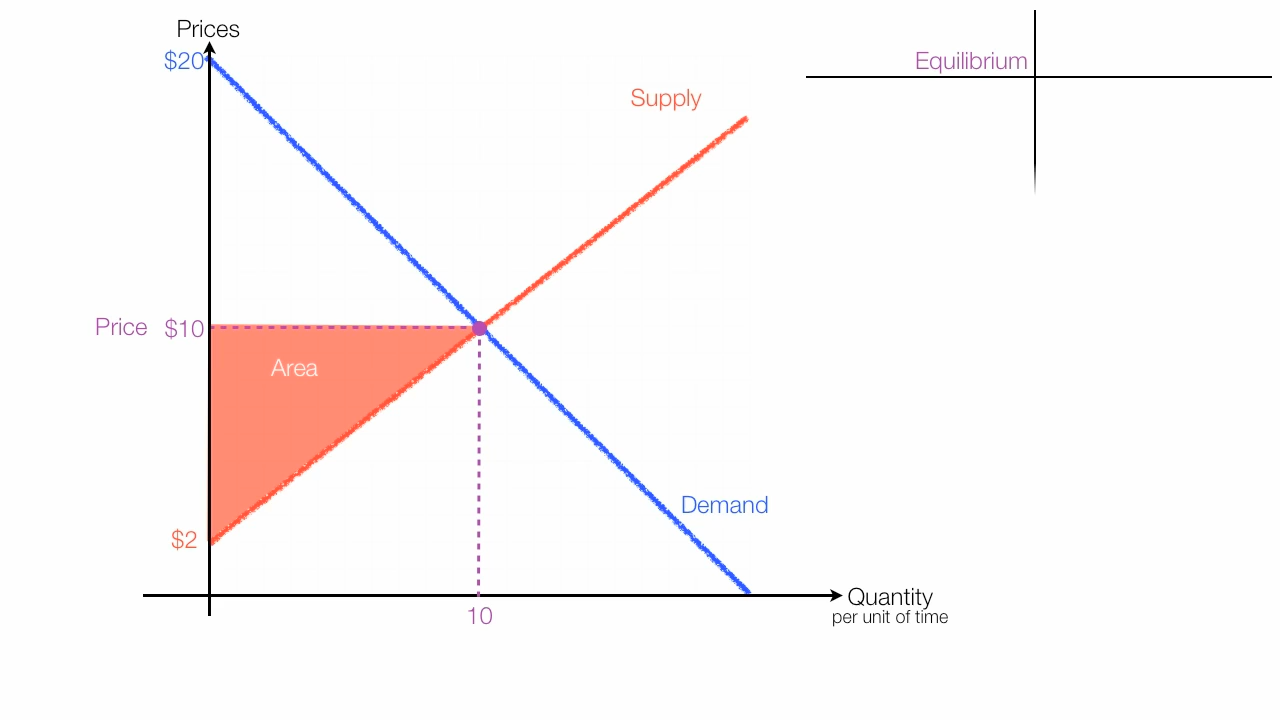 Prices
$20
Equilibrium
Supply
Price $10
Area
Demand
$2
Quantity
per unit of time
10